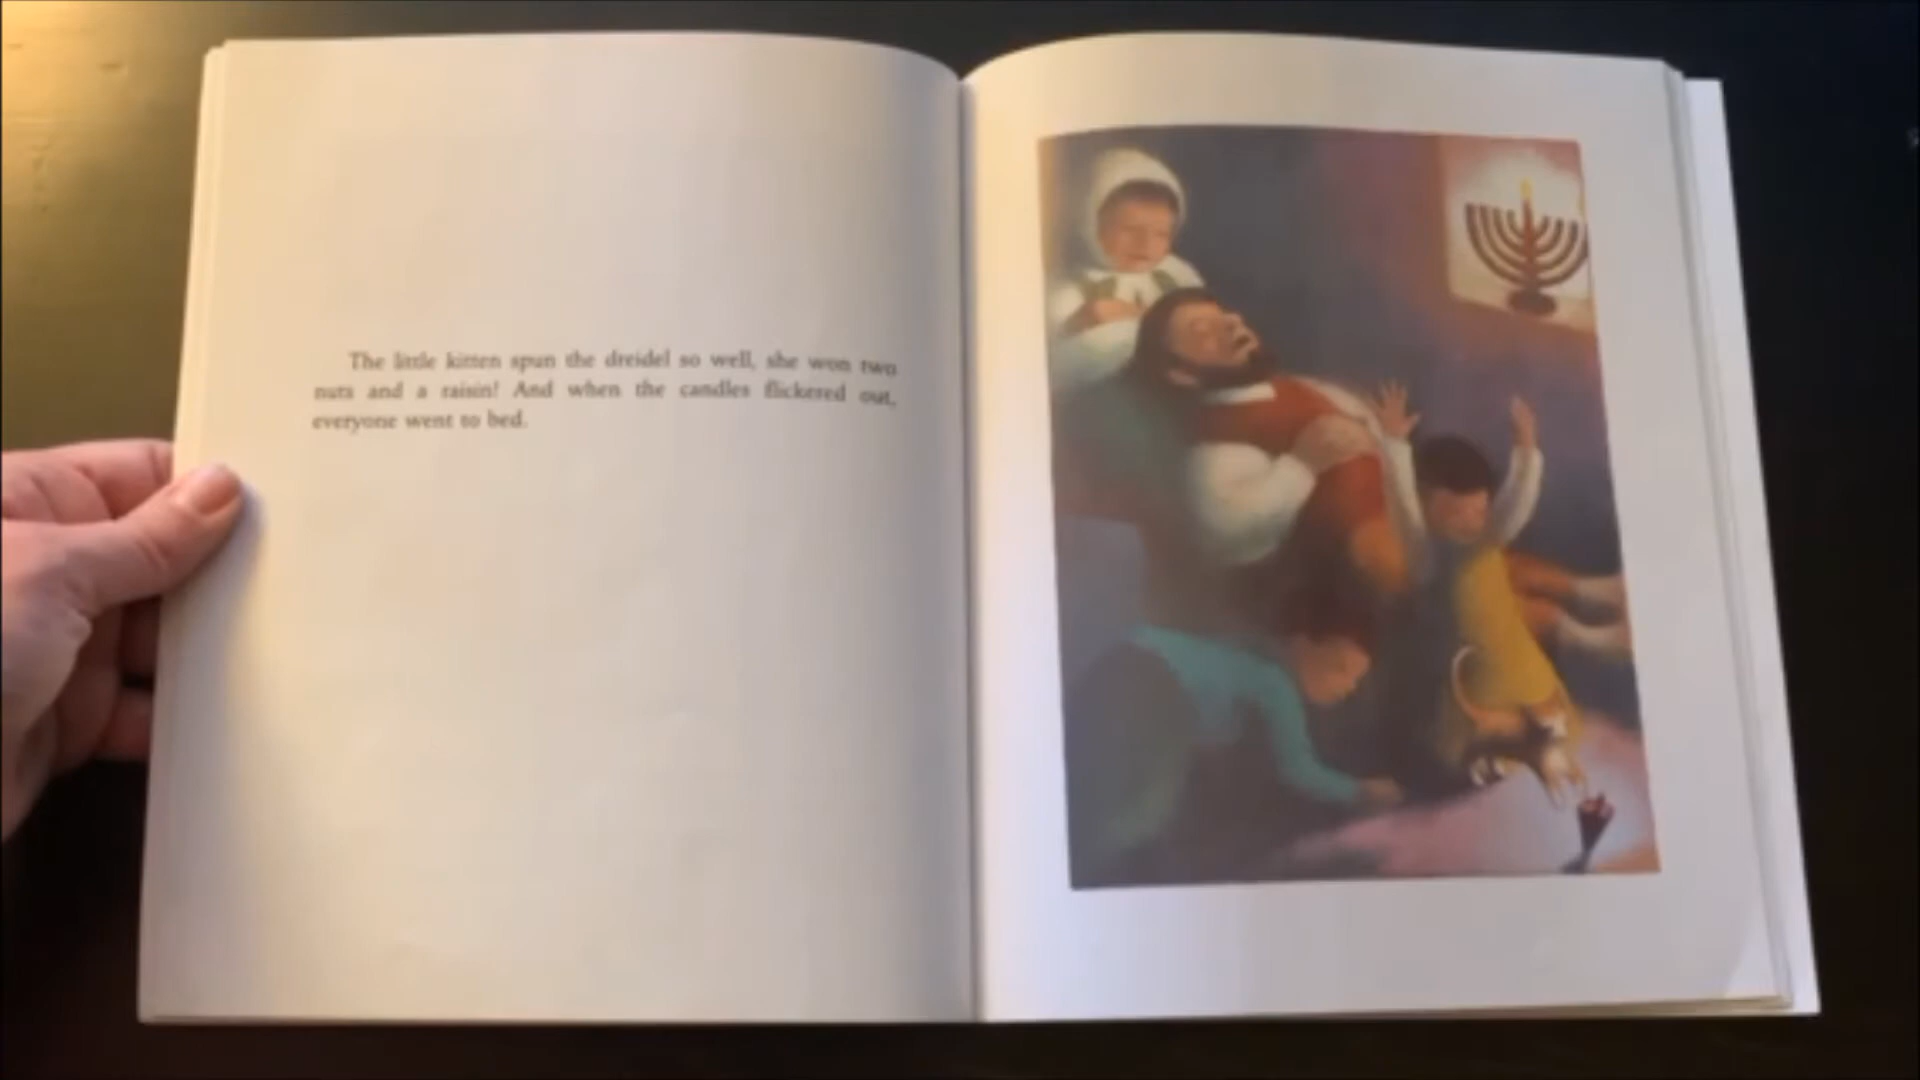 The little kitten spun the dreidel so well, she won two
nuts and a raisin! And when the candles flickered out,
everyone went to bed.